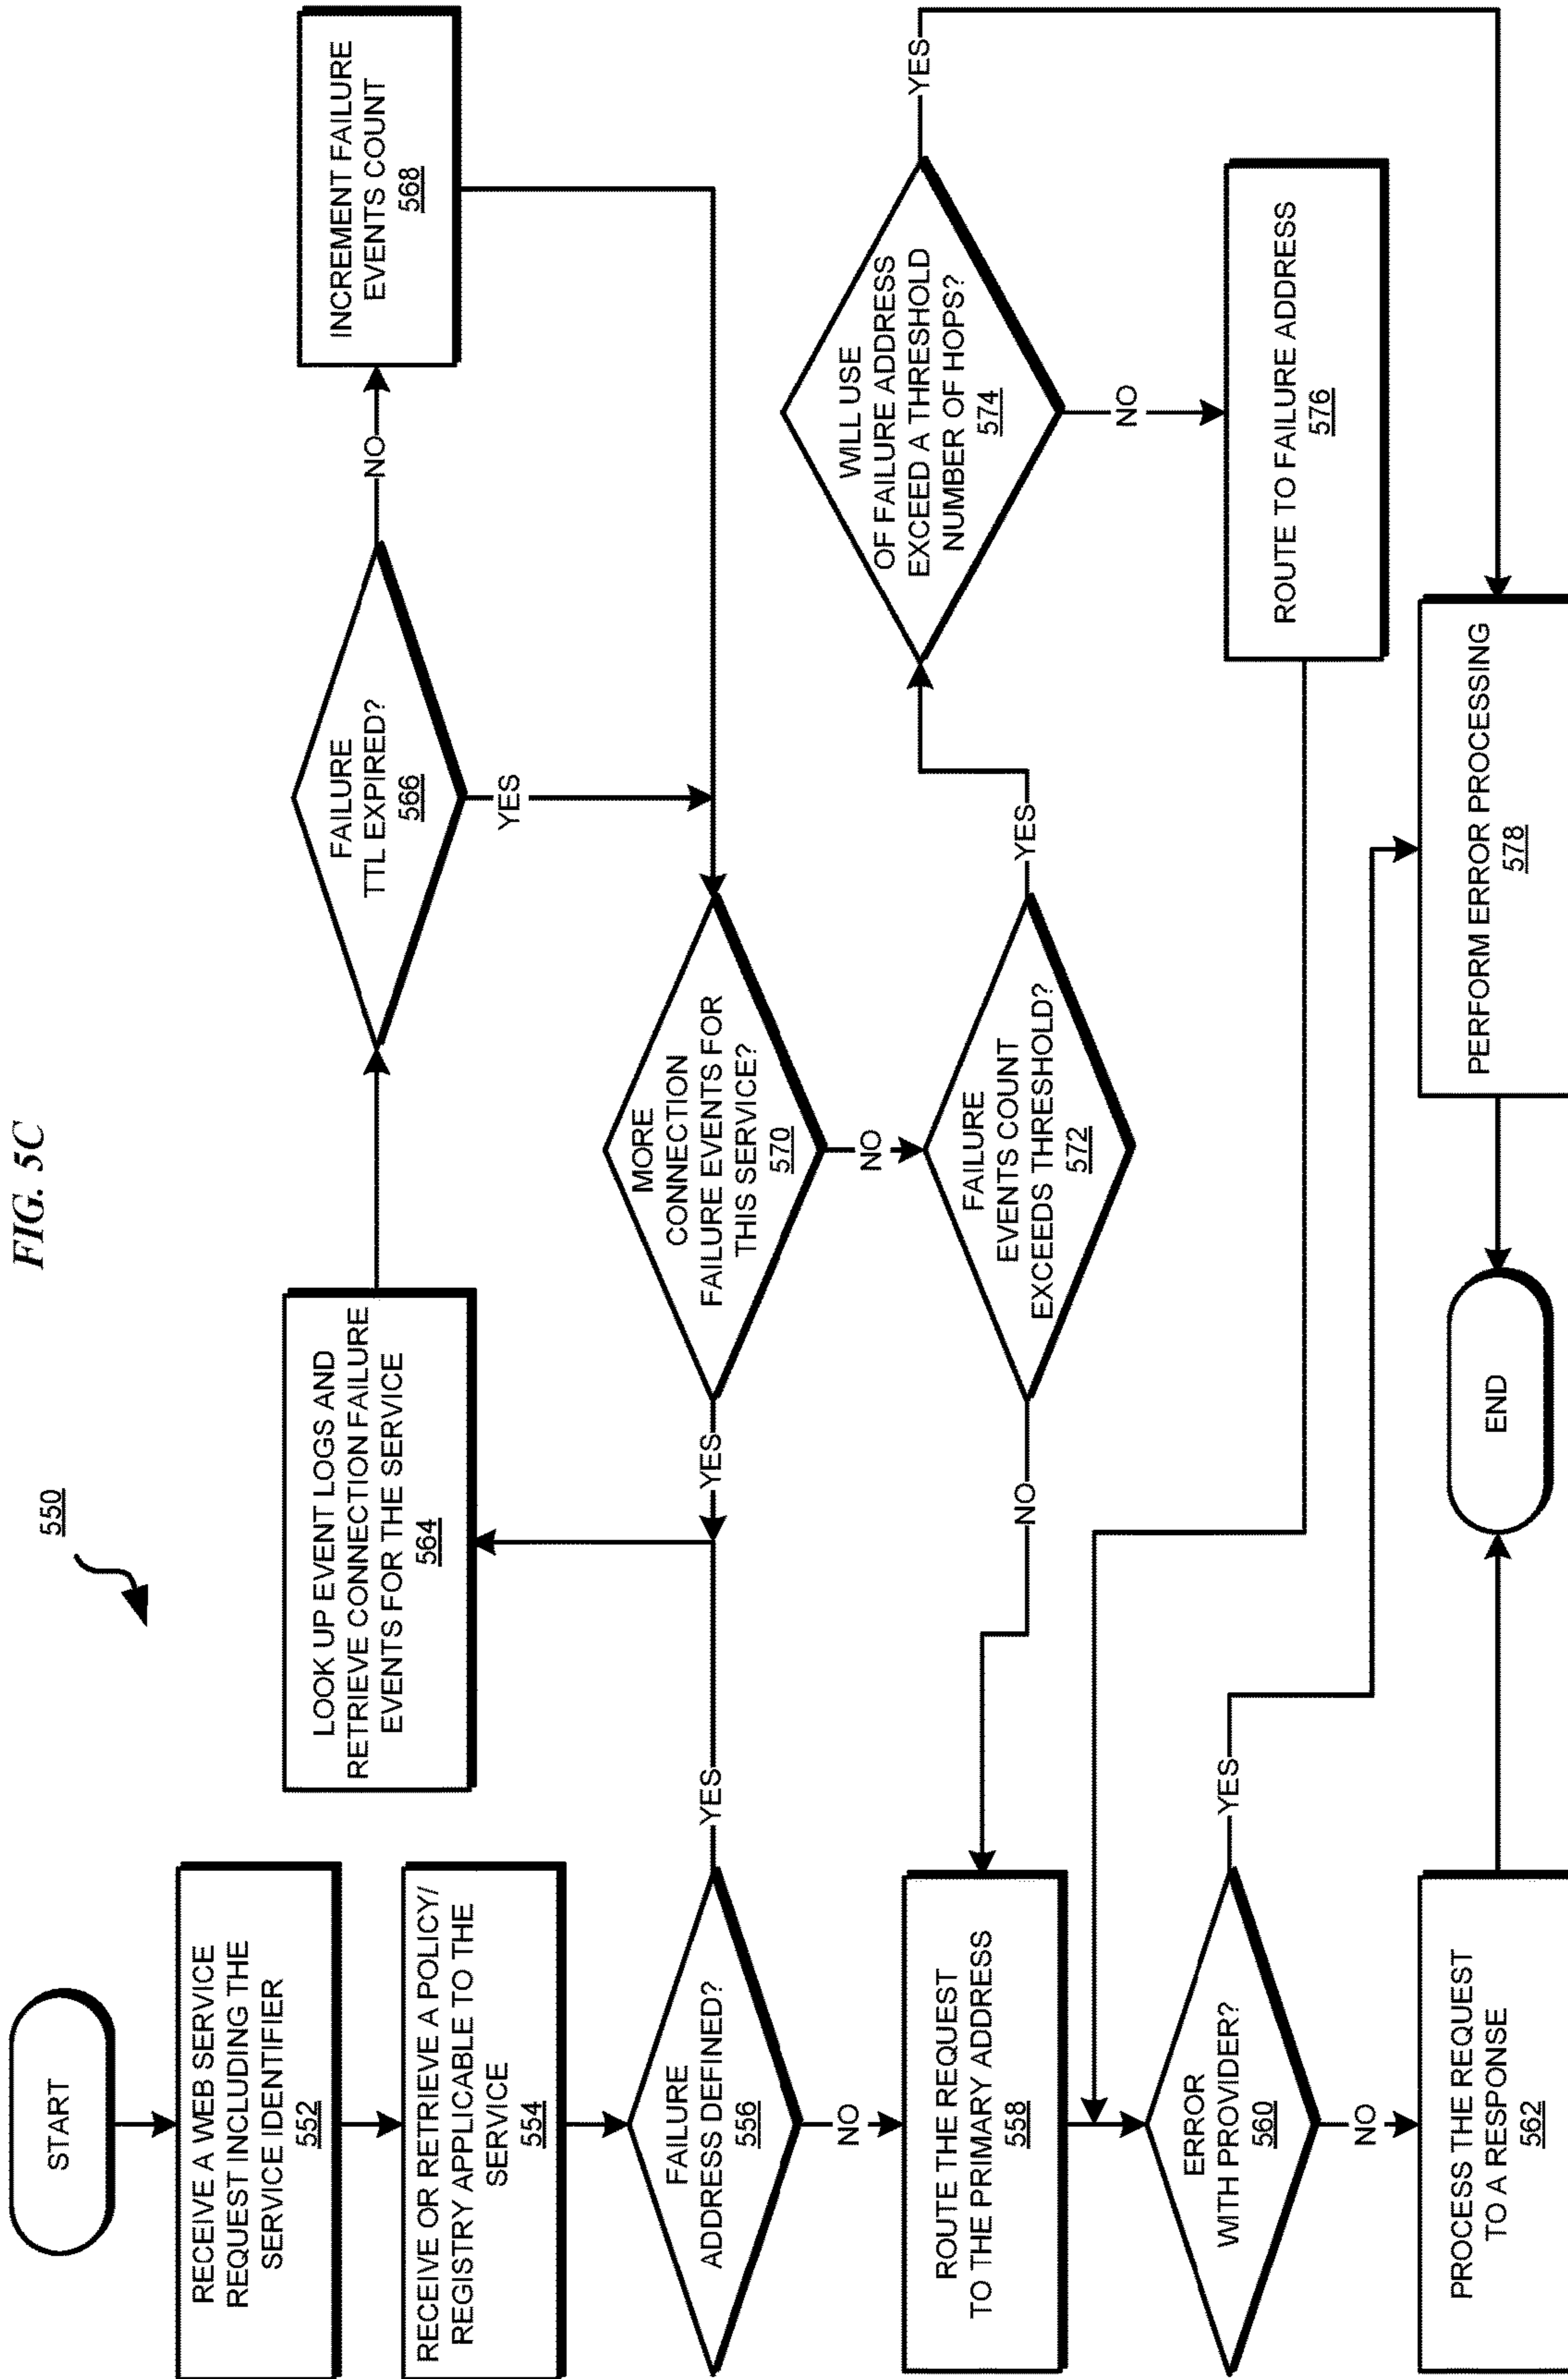 FIG. 5C
550
START
RECEIVE A WEB SERVICE
REQUEST INCLUDING THE
SERVICE IDENTIFIER
552
RECEIVE OR RETRIEVE A POLICY/
REGISTRY APPLICABLE TO THE
SERVICE
554
FAILURE
ADDRESS DEFINED?
556
YES
NO
ROUTE THE REQUEST
TO THE PRIMARY ADDRESS
558
ERROR
WITH PROVIDER?
560
YES
NO
PROCESS THE REQUEST
TO A RESPONSE
562
LOOK UP EVENT LOGS AND
RETRIEVE CONNECTION FAILURE
EVENTS FOR THE SERVICE
564
FAILURE
TTL EXPIRED?
566
NO
YES
INCREMENT FAILURE
EVENTS COUNT
568
MORE
CONNECTION
FAILURE EVENTS FOR
THIS SERVICE?
570
YES
NO
FAILURE
EVENTS COUNT
EXCEEDS THRESHOLD?
572
NO
YES
WILL USE
OF FAILURE ADDRESS
EXCEED A THRESHOLD
NUMBER OF HOPS?
574
YES
NO
ROUTE TO FAILURE ADDRESS
576
PERFORM ERROR PROCESSING
578
END